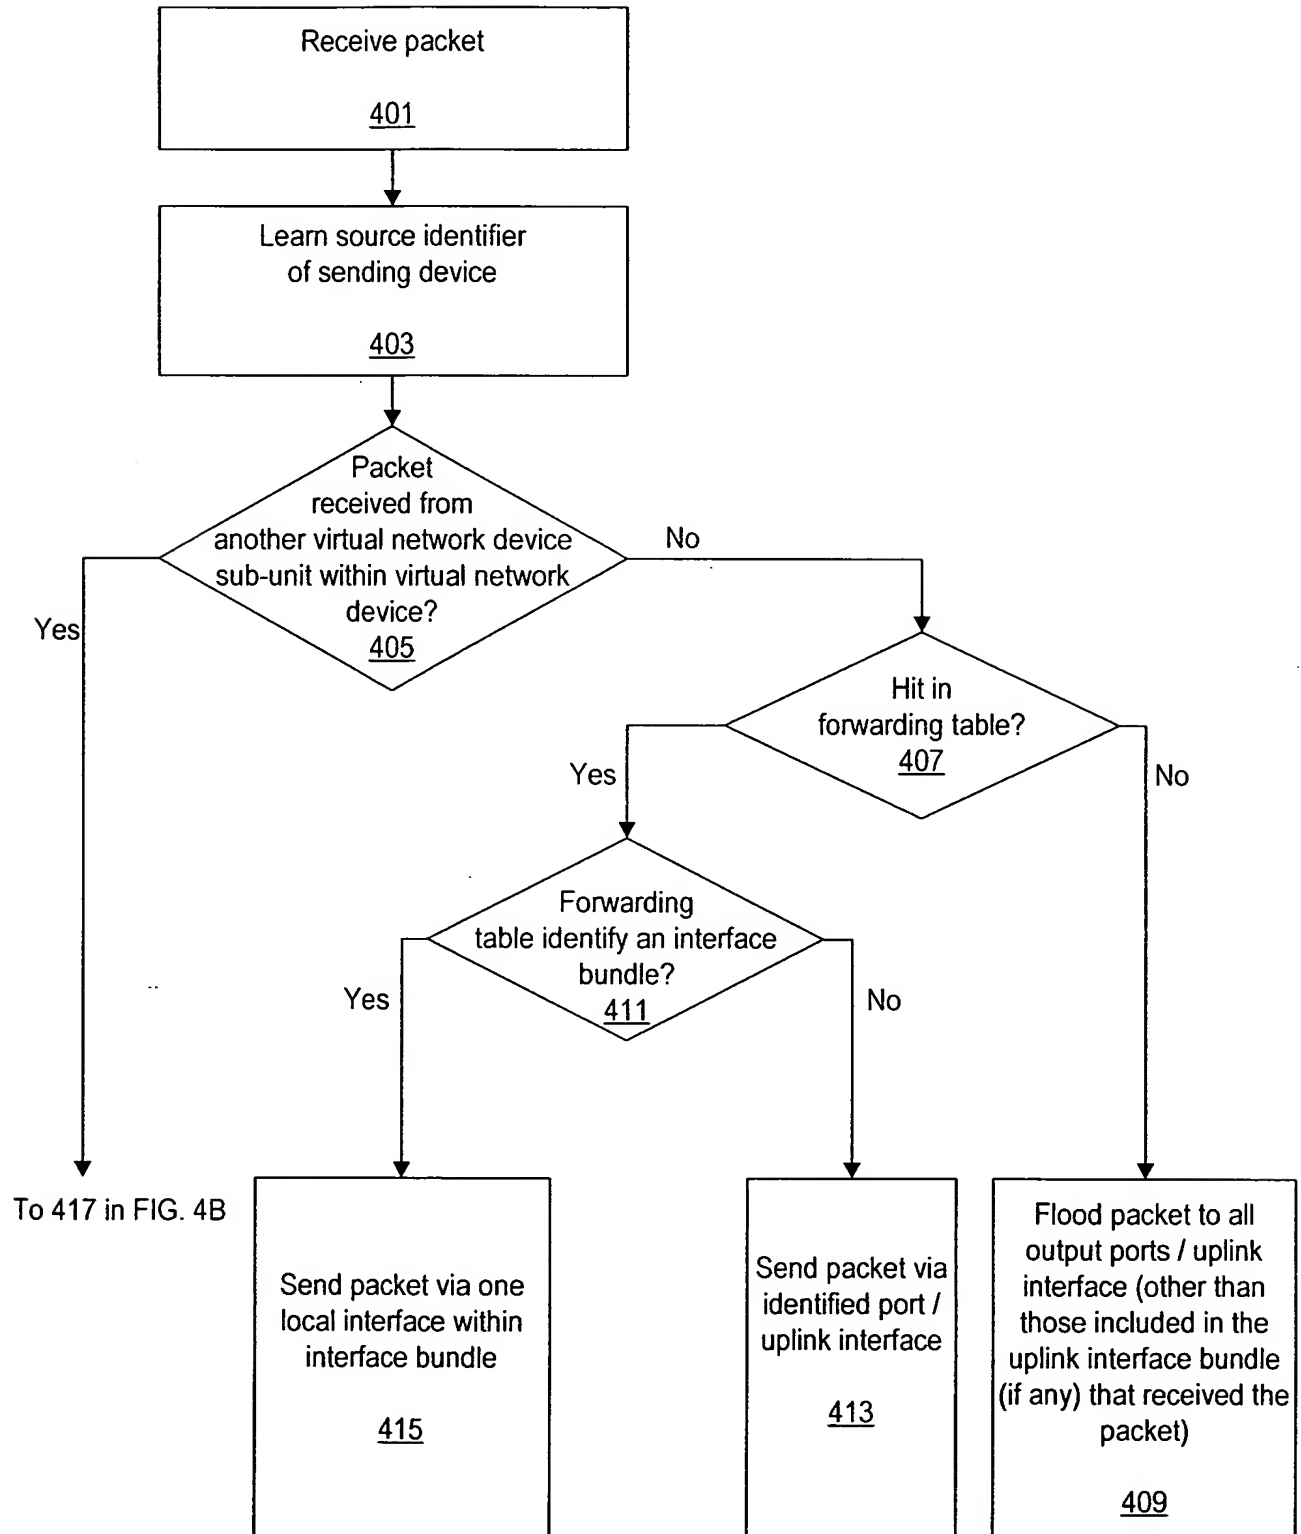 Receive packet
401
Learn source identifier
of sending device
403
Packet
received from
another virtual network device
sub-unit within virtual network
device?
405
No
Yes
Hit in
forwarding table?
407
Yes
No
Forwarding
table identify an interface
bundle?
411
Yes
No
To 417 in FIG. 4B
Send packet via one
local interface within
interface bundle
415
Send packet via
identified port /
uplink interface
413
Flood packet to all
output ports / uplink
interface (other than
those included in the
uplink interface bundle
(if any) that received the
packet)
409